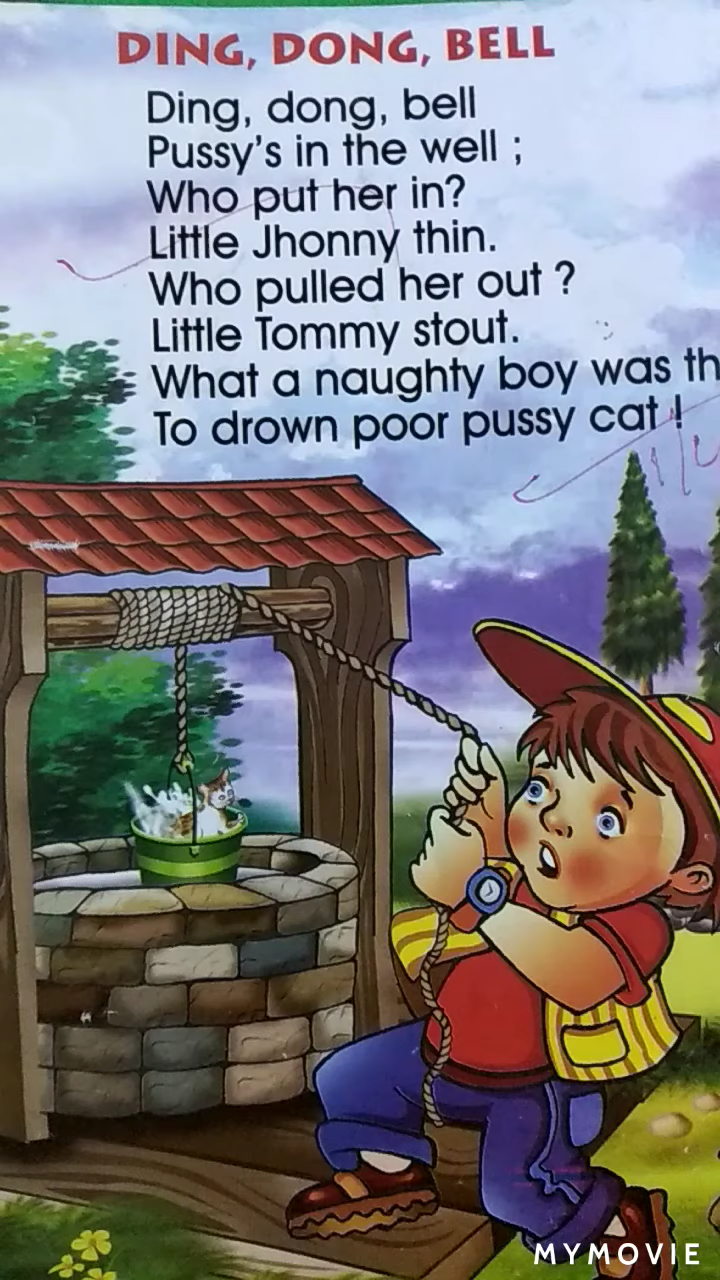 DING, DONG, BELL
Ding, dong, bell
Pussy's in the well ;
Who put her in?
Little Jhonny thin.
Who pulled her out ?
Little Tommy stout.
What a naughty boy was th
To drown poor pussy cat !
MYMOVIE